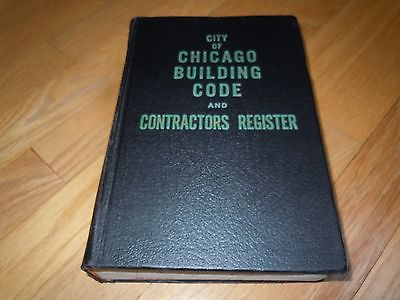 CITY
OF
CHICAGO
BUILDING
CODE
AND
CONTRACTORS REGISTER